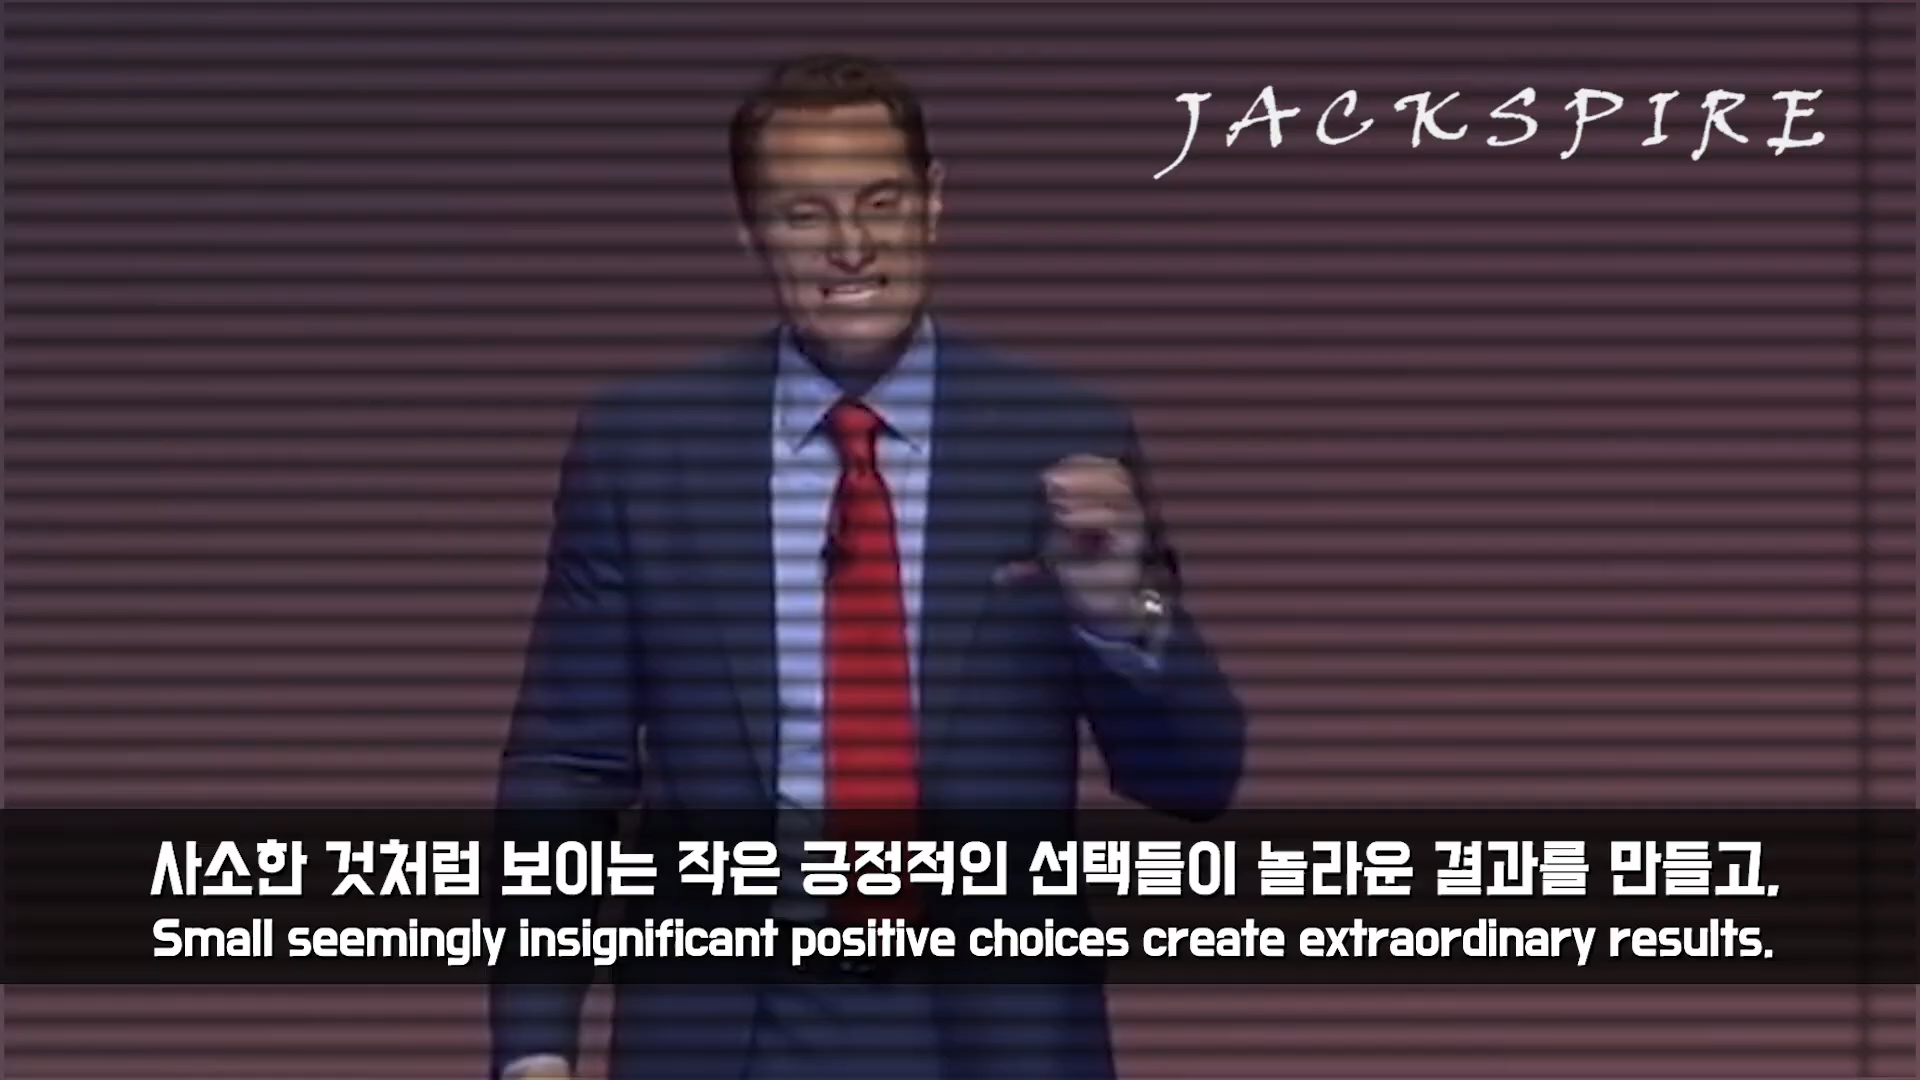 JACKSPIRE
사소한 것처럼 보이는 작은 긍정적인 선택들이 놀라운 결과를 만들고,
Small seemingly insignificant positive choices create extraordinary results.